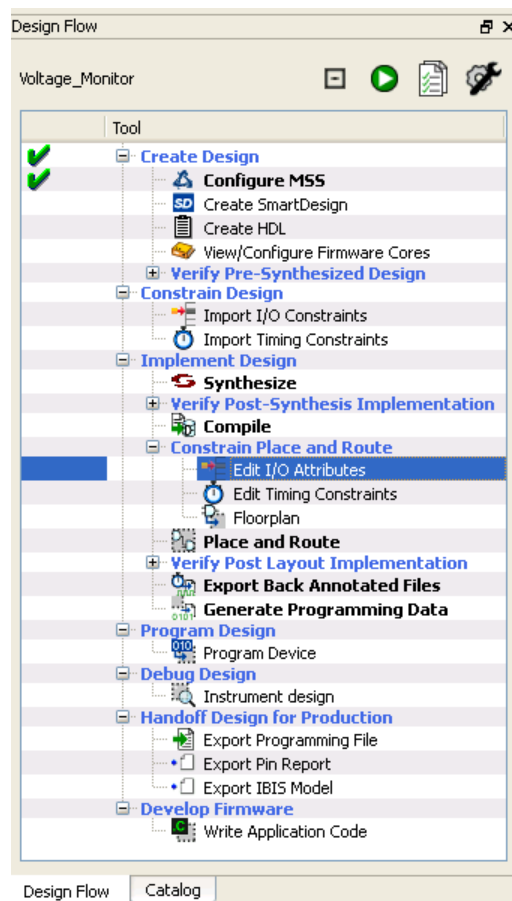 Design Flow
Voltage_Monitor
Tool
Create Design
Configure MSS
SD Create SmartDesign
Create HDL
View/Configure Firmware Cores
Verify Pre-Synthesized Design
Constrain Design
Import I/O Constraints
Import Timing Constraints
Implement Design
Synthesize
Verify Post-Synthesis Implementation
Compile
Constrain Place and Route
Edit I/O Attributes
Edit Timing Constraints
Floorplan
Place and Route
Verify Post Layout Implementation
Export Back Annotated Files
0101 Generate Programming Data
Program Design
010 Program Device
Debug Design
Instrument design
Handoff Design for Production
Export Programming File
Export Pin Report
Export IBIS Model
Develop Firmware
.C Write Application Code
Design Flow Catalog